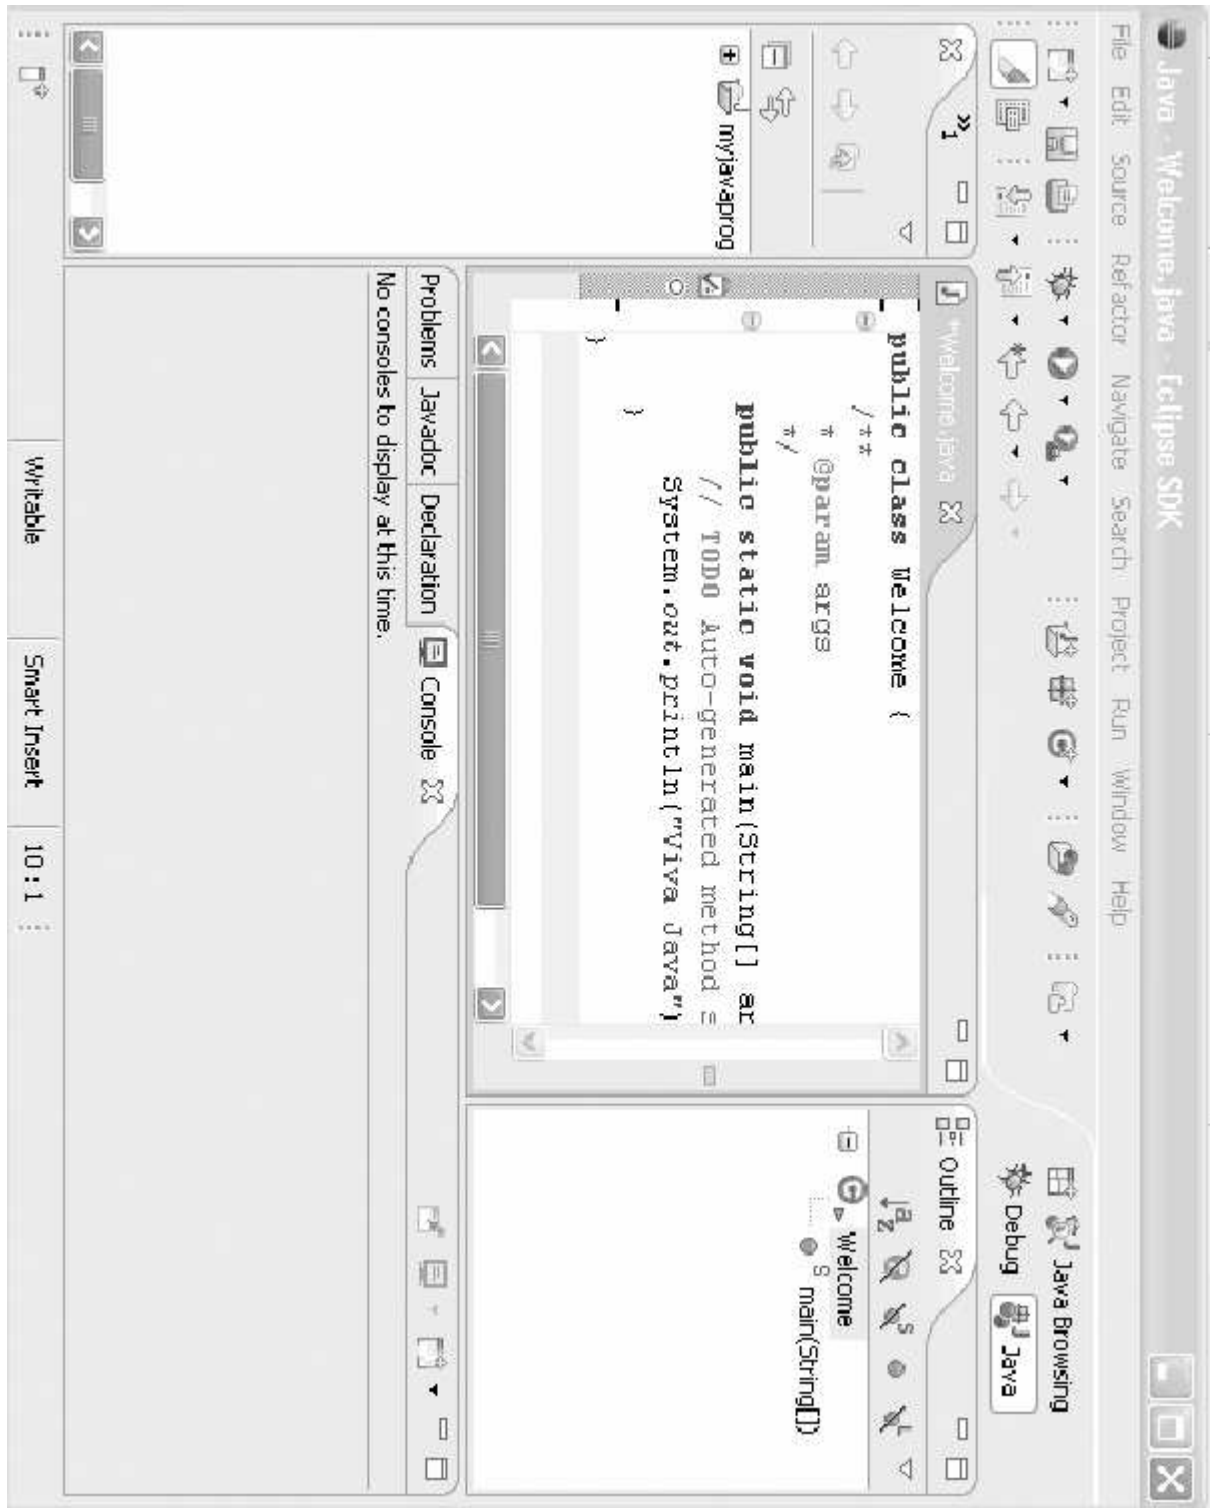 Java - Welcome.java - Eclipse SDK
File Edit Source Refactor Navigate Search Project Run Window Help
Java Browsing
Debug Java
»1
myjavaprog
*Welcome.java
public class Welcome {
/**
* @param args
*/
public static void main(String[] ar
// TODO Auto-generated method s
System.out.println("Viva Java")
}
}
Outline
Welcome
S main(String[])
Problems Javadoc Declaration Console
No consoles to display at this time.
Writable Smart Insert 10 : 1